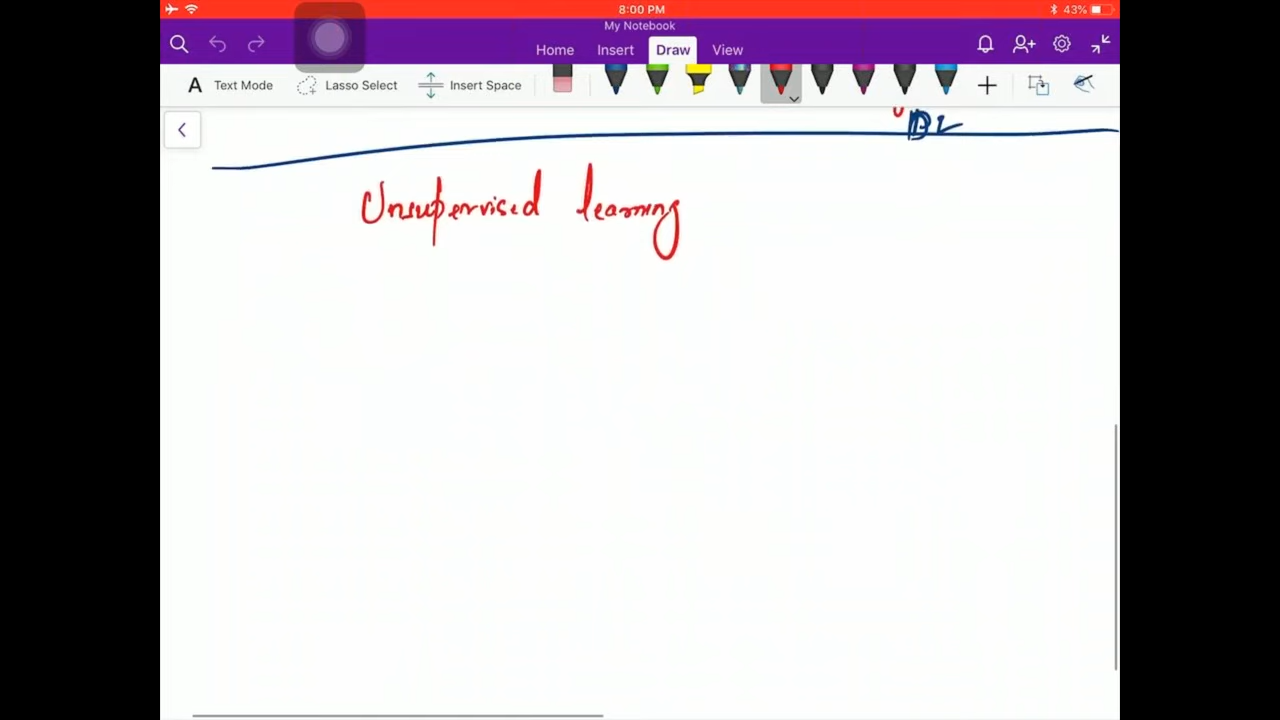 8:00 PM
43%
My Notebook
Home Insert Draw View
A Text Mode Lasso Select Insert Space
Unsupervised learning